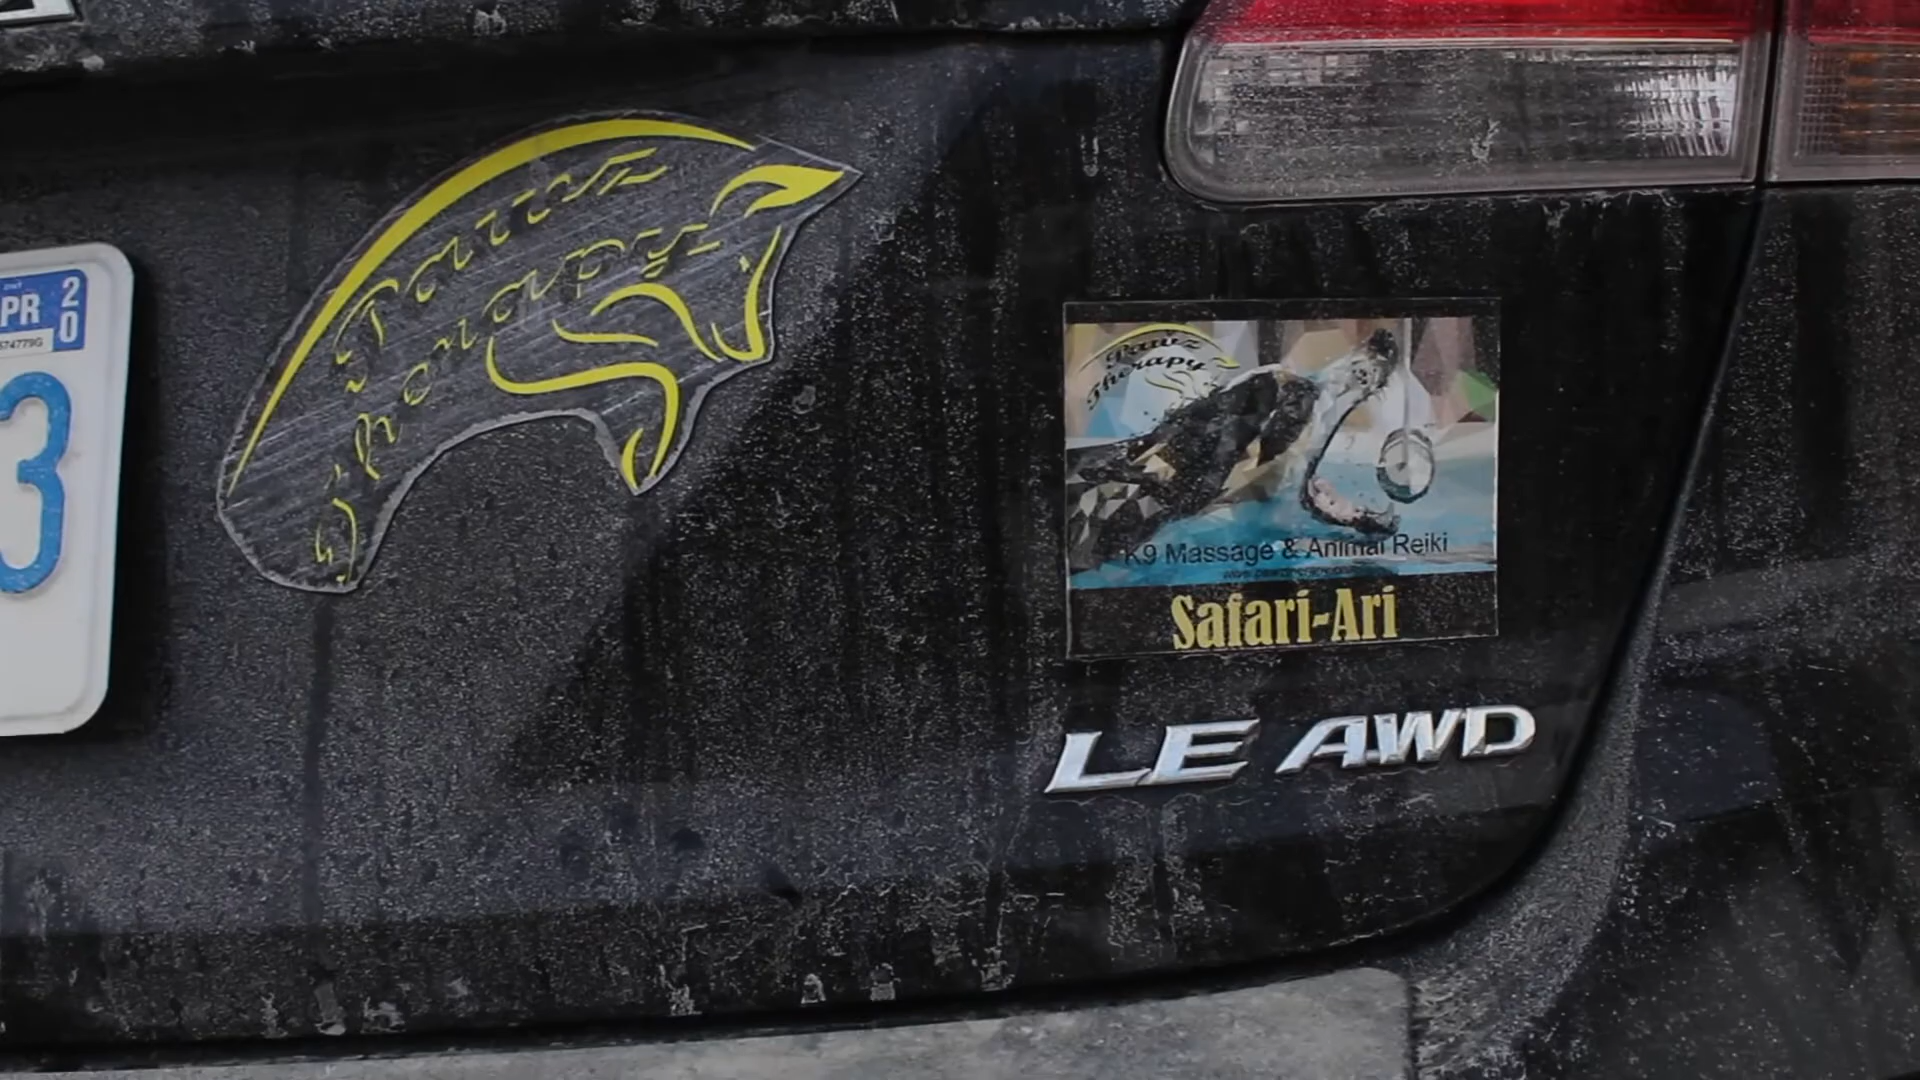 PR
20
3
Pawz
Therapy
Pawz
Therapy
K9 Massage & Animal Reiki
Safari-Ari
LE AWD